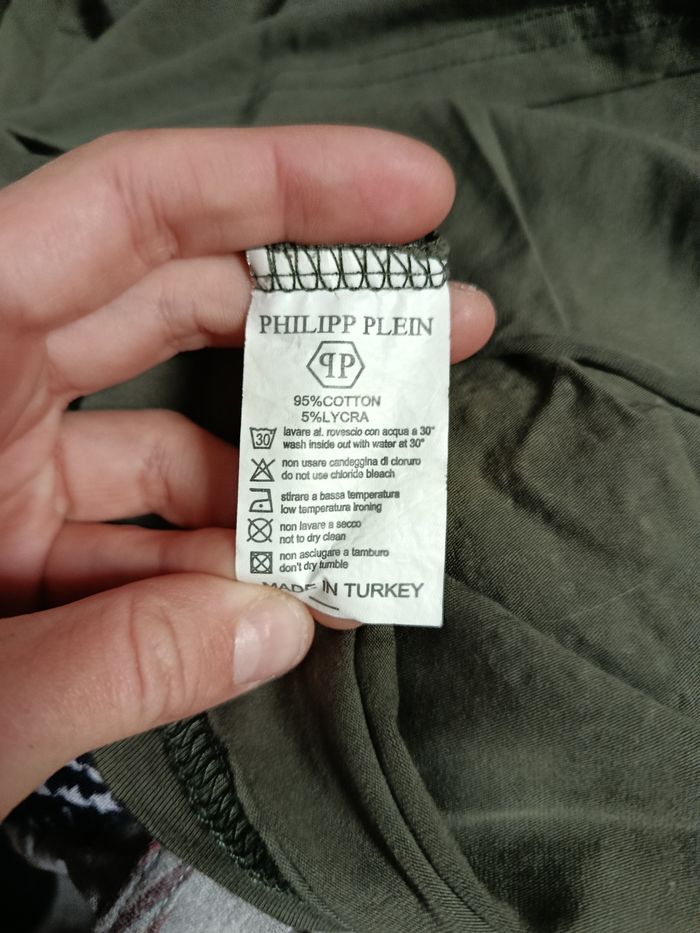 PHILIPP PLEIN
PP
95%COTTON
5%LYCRA
30
lavare al. rovescio con acqua a 30°
wash inside out with water at 30°
non usare candeggina di cloruro
do not use chloride bleach
stirare a bassa temperatura
low temperatura ironing
non lavare a secco
not to dry clean
non asciugare a tamburo
don't dry tumble
MADE IN TURKEY